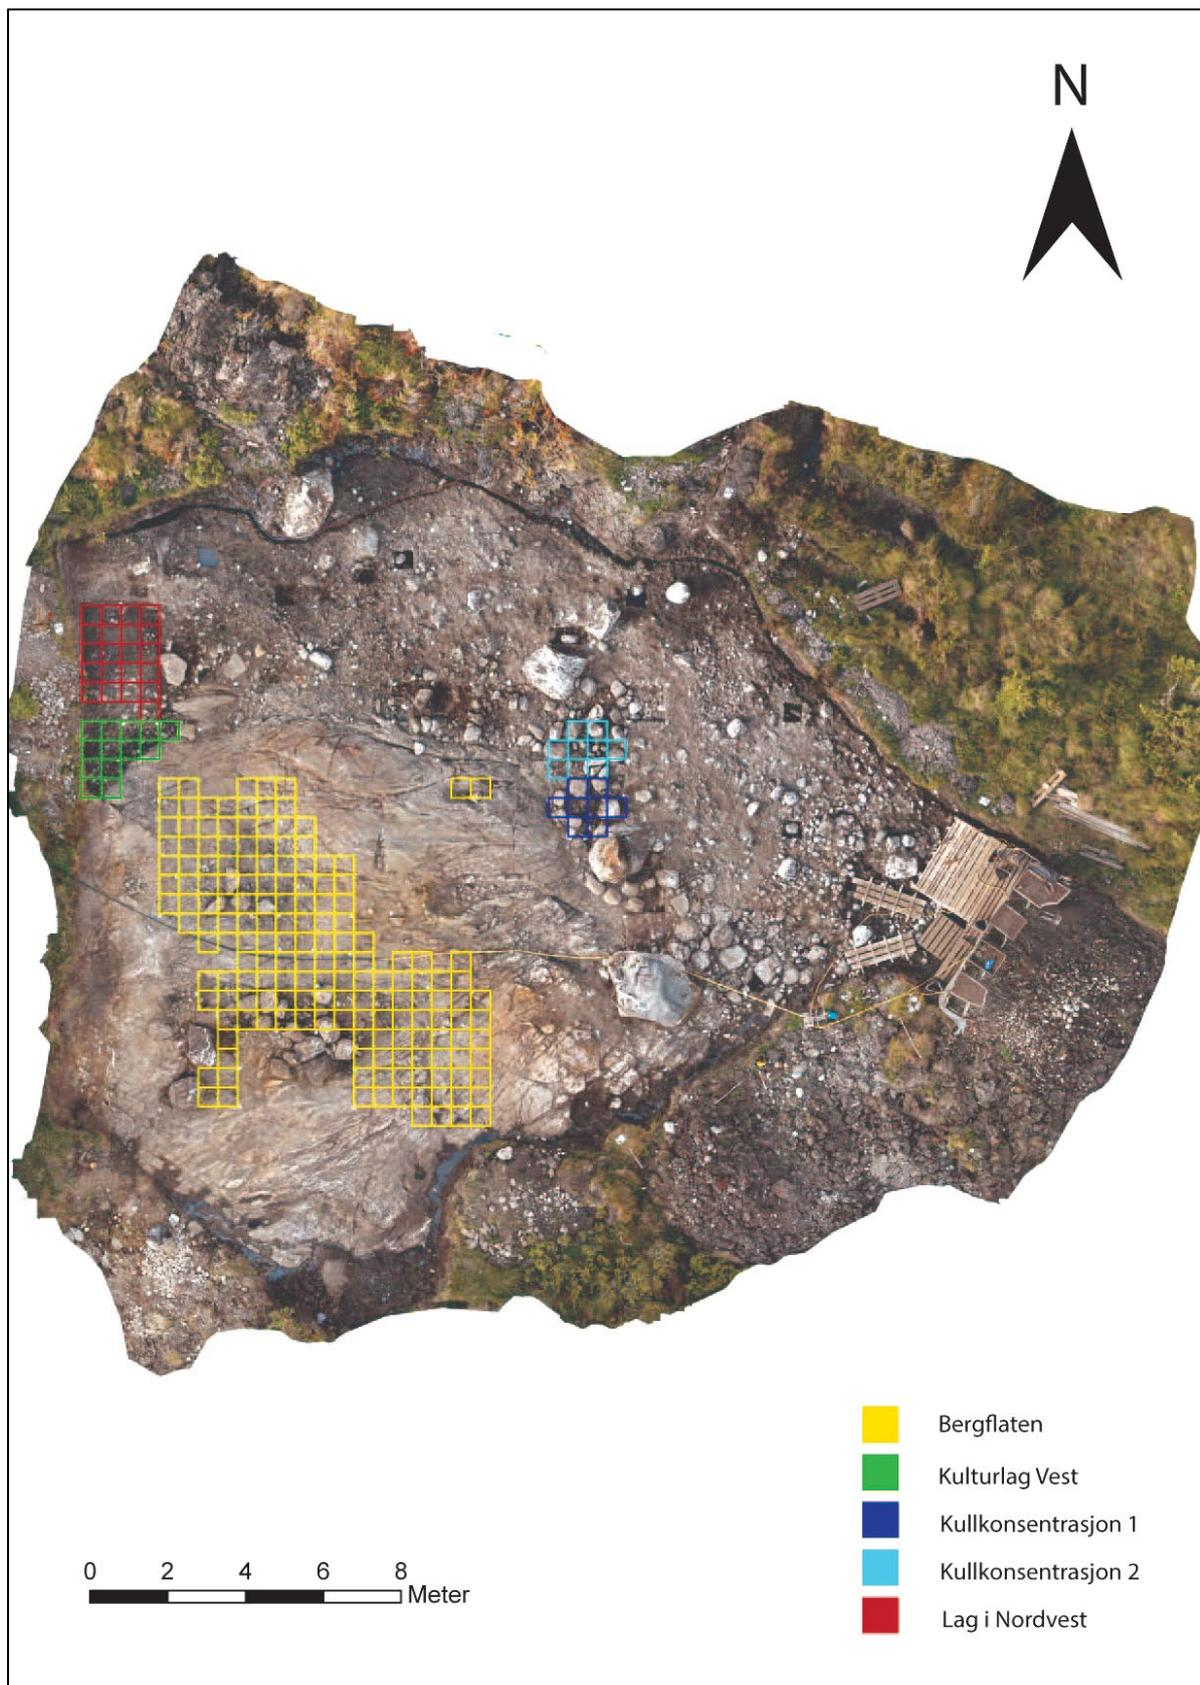 N
Bergflaten
Kulturlag Vest
Kullkonsentrasjon 1
Kullkonsentrasjon 2
Lag i Nordvest
0 2 4 6 8
Meter